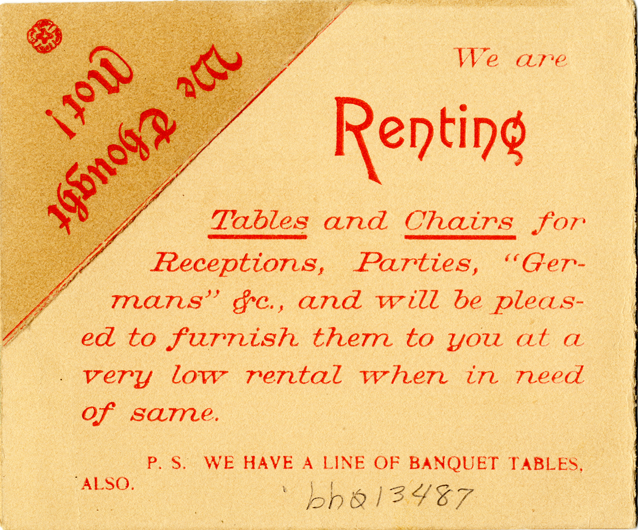 We Thought
Not!
We are
Renting
Tables and Chairs for
Receptions, Parties, "Ger-
mans" &c., and will be pleas-
ed to furnish them to you at a
very low rental when in need
of same.
P. S. WE HAVE A LINE OF BANQUET TABLES,
ALSO.
bhQ13487